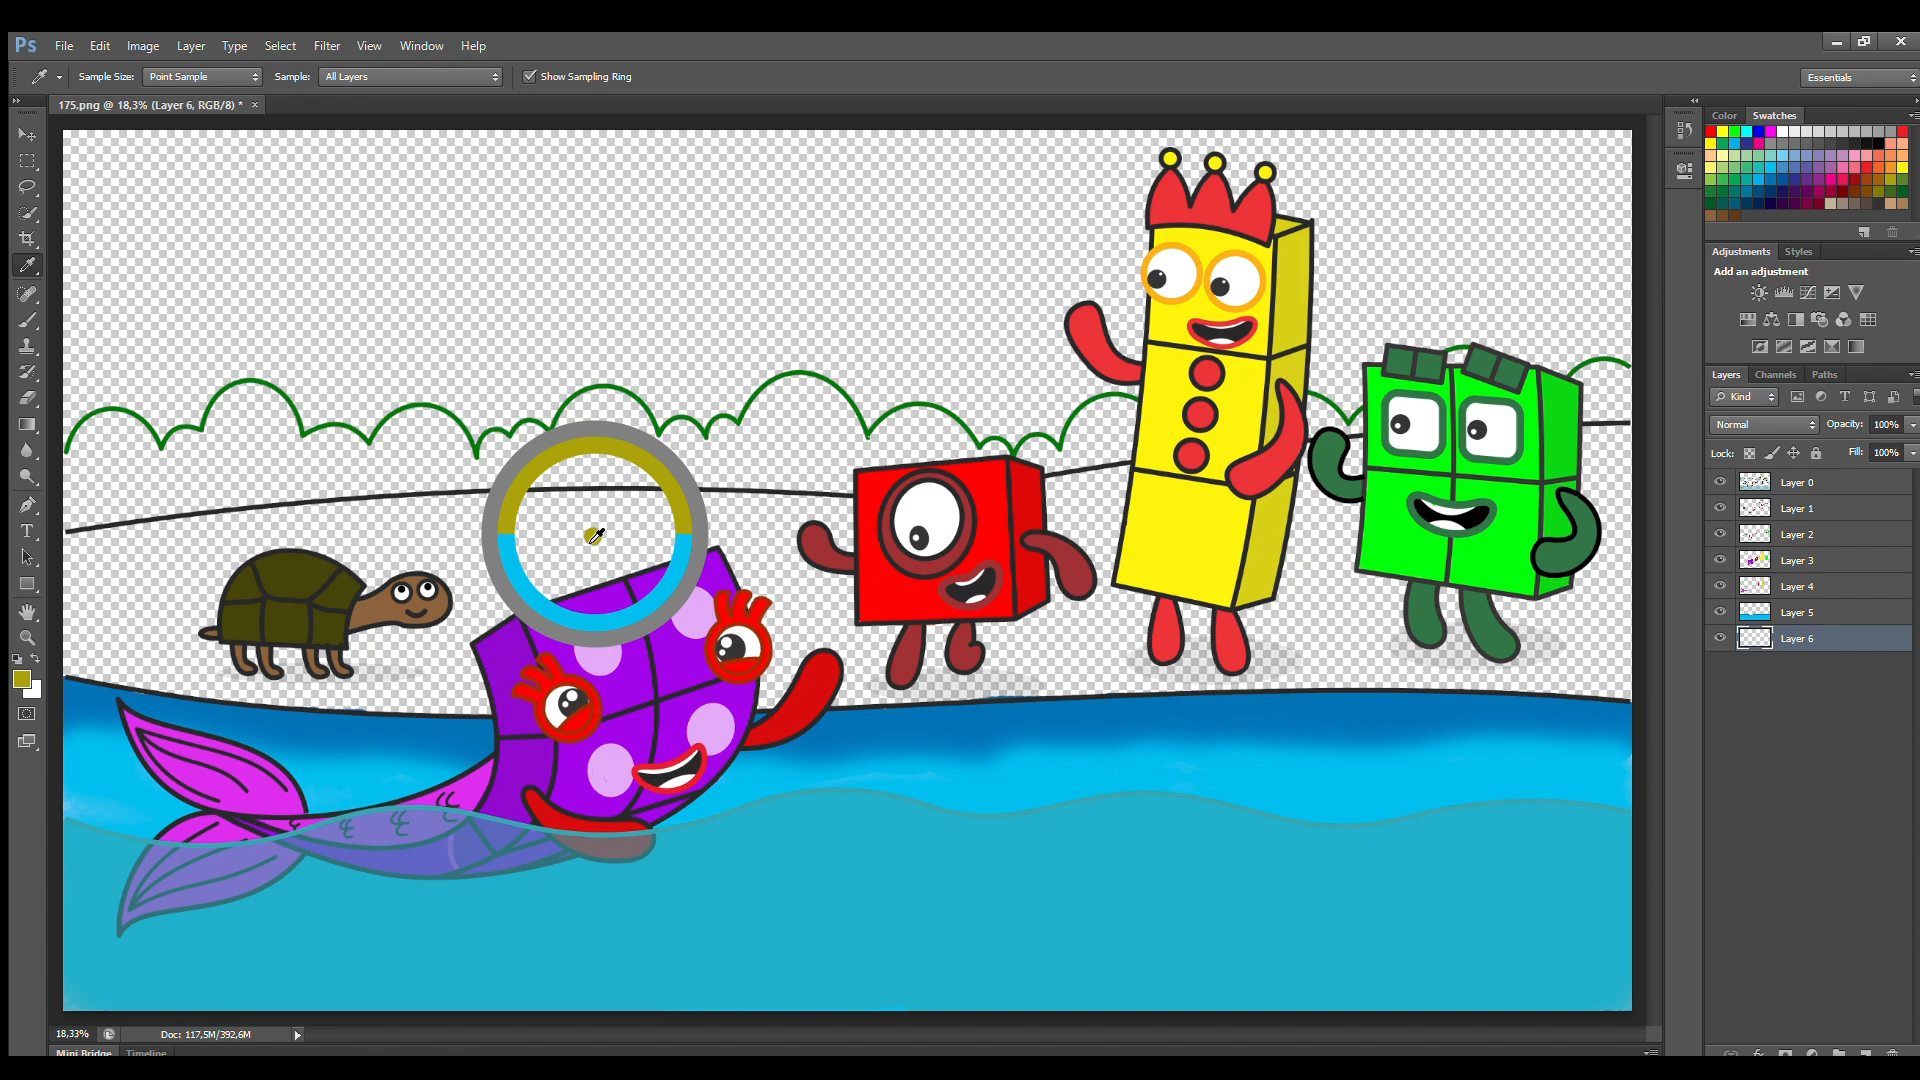 Ps File Edit Image Layer Type Select Filter View Window Help
Sample Size: Point Sample Sample: All Layers Show Sampling Ring Essentials
175.png @ 18,3% (Layer 6, RGB/8) *
Color Swatches
Adjustments Styles
Add an adjustment
Layers Channels Paths
Kind
Normal Opacity: 100%
Lock: Fill: 100%
Layer 0
Layer 1
Layer 2
Layer 3
Layer 4
Layer 5
Layer 6
18,33% Doc: 117,5M/392,6M
Mini Bridge Timeline